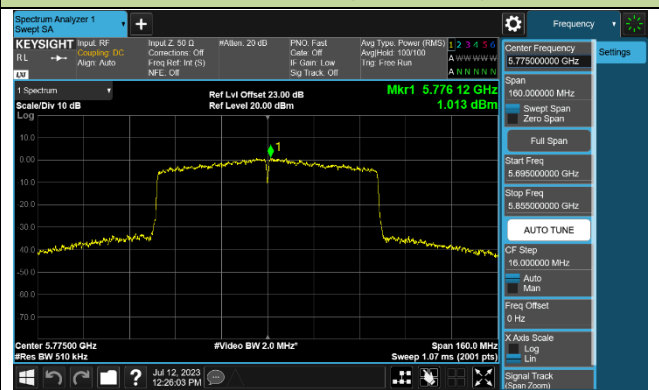 Spectrum Analyzer 1
Swept SA
+
Frequency
KEYSIGHT
RL
LXI
Input: RF
Coupling: DC
Align: Auto
Input Z: 50 Ω
Corrections: Off
Freq Ref: Int (S)
NFE: Off
#Atten: 20 dB
PNO: Fast
Gate: Off
IF Gain: Low
Sig Track: Off
Avg Type: Power (RMS)
Avg|Hold: 100/100
Trig: Free Run
1 2 3 4 5 6
A W W W W W
A N N N N N
1 Spectrum
Scale/Div 10 dB
Log
Ref Lvl Offset 23.00 dB
Ref Level 20.00 dBm
Mkr1 5.776 12 GHz
1.013 dBm
1
10.0
0.00
-10.0
-20.0
-30.0
-40.0
-50.0
-60.0
-70.0
Center 5.77500 GHz
#Res BW 510 kHz
#Video BW 2.0 MHz*
Span 160.0 MHz
Sweep 1.07 ms (2001 pts)
Center Frequency
5.775000000 GHz
Span
160.000000 MHz
Swept Span
Zero Span
Full Span
Start Freq
5.695000000 GHz
Stop Freq
5.855000000 GHz
AUTO TUNE
CF Step
16.000000 MHz
Auto
Man
Freq Offset
0 Hz
X Axis Scale
Log
Lin
Signal Track
(Span Zoom)
Settings
?
Jul 12, 2023
12:26:03 PM